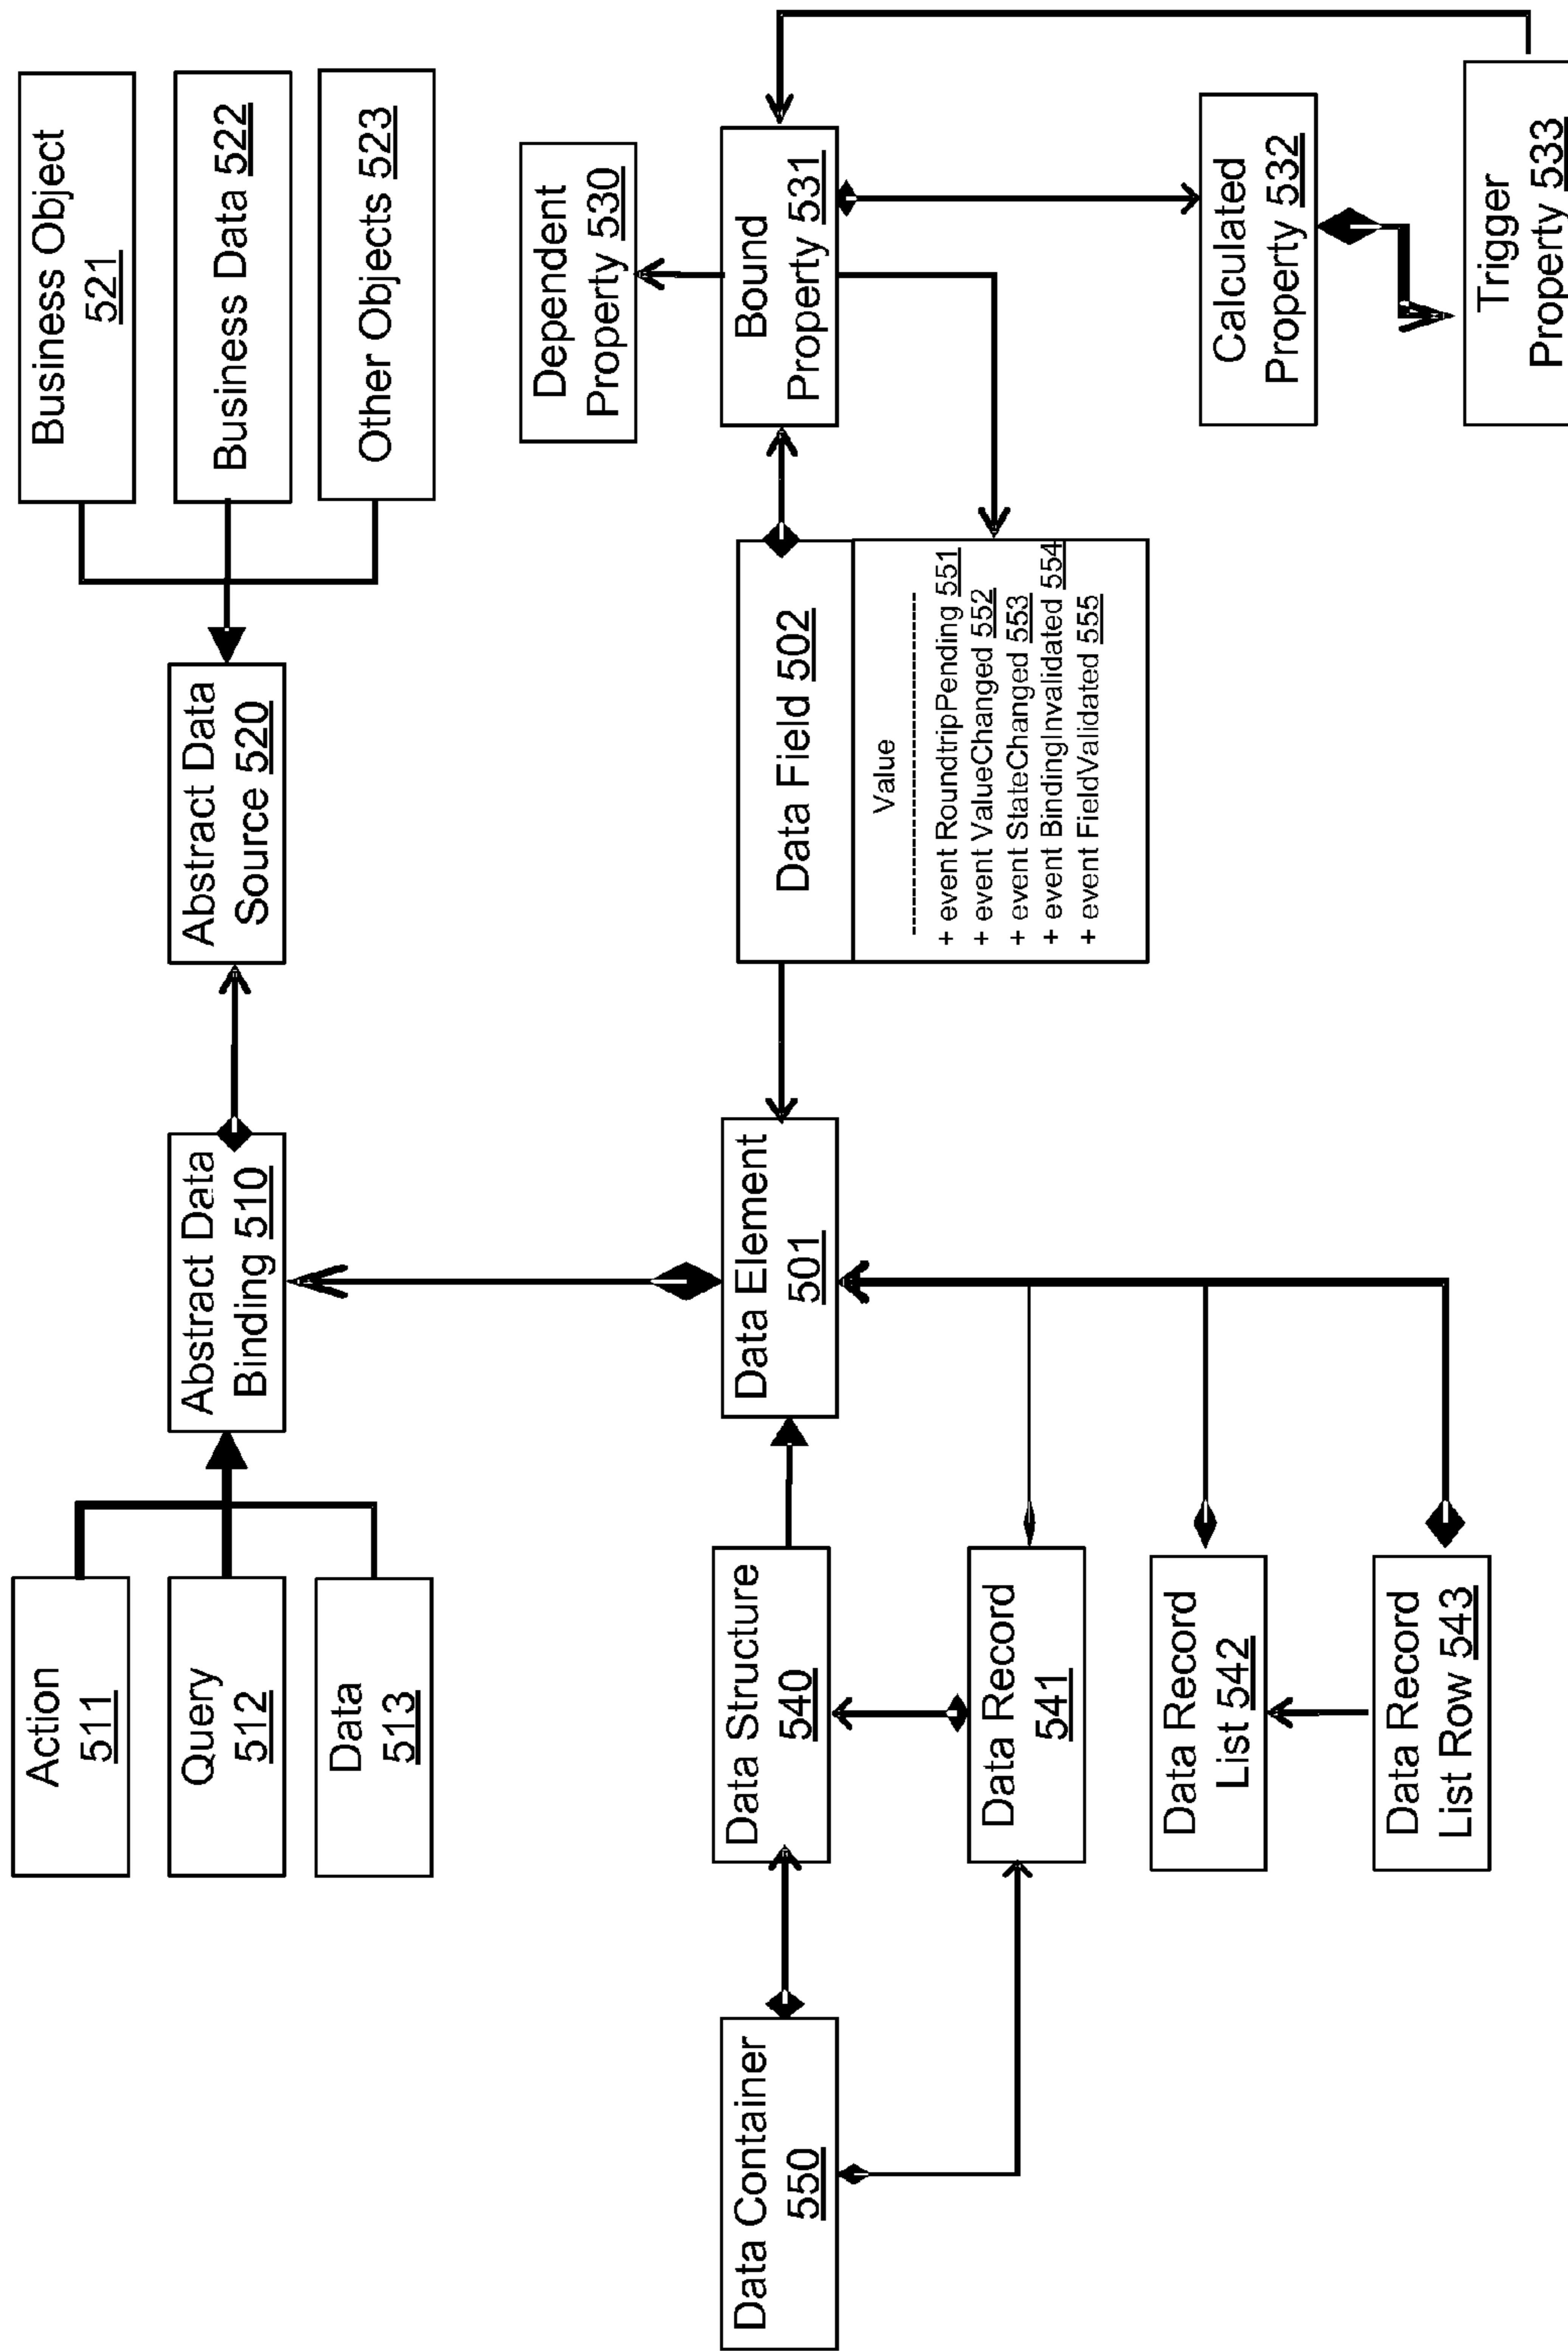 Action
511
Query
512
Data
513
Abstract Data
Binding 510
Abstract Data
Source 520
Business Object
521
Business Data 522
Other Objects 523
Data Container
550
Data Structure
540
Data Record
541
Data Record
List 542
Data Record
List Row 543
Data Element
501
Data Field 502
Value
+ event RoundtripPending 551
+ event ValueChanged 552
+ event StateChanged 553
+ event BindingInvalidated 554
+ event FieldValidated 555
Dependent
Property 530
Bound
Property 531
Calculated
Property 532
Trigger
Property 533